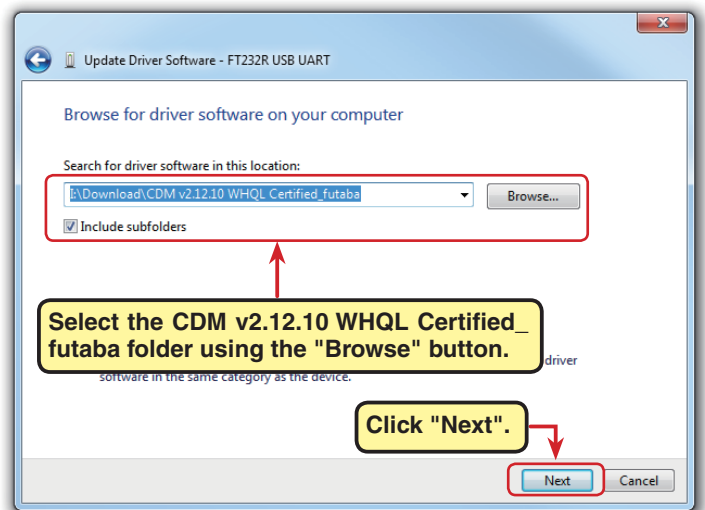 Update Driver Software - FT232R USB UART
Browse for driver software on your computer
Search for driver software in this location:
I:\Download\CDM v2.12.10 WHQL Certified_futaba
Browse...
Include subfolders
Select the CDM v2.12.10 WHQL Certified_
futaba folder using the "Browse" button.
driver
software in the same category as the device.
Click "Next".
Next
Cancel